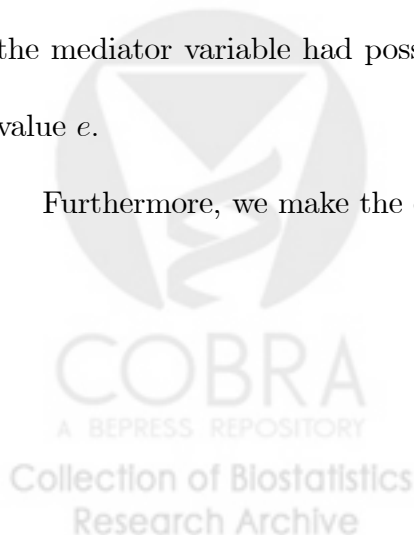 the mediator variable had poss
value e.
Furthermore, we make the
COBRA
A BEPRESS REPOSITORY
Collection of Biostatistics
Research Archive